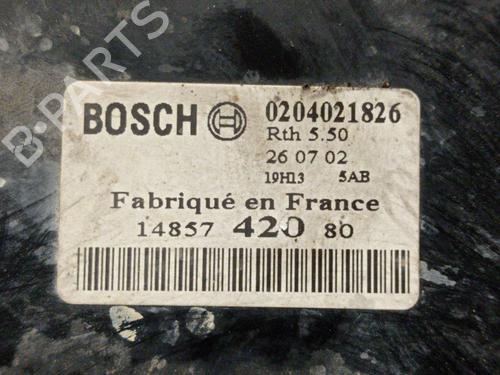 B-PARTS
BOSCH 0204021826
Rth 5.50
26 07 02
19H13 5AB
Fabriqué en France
14857 420 80